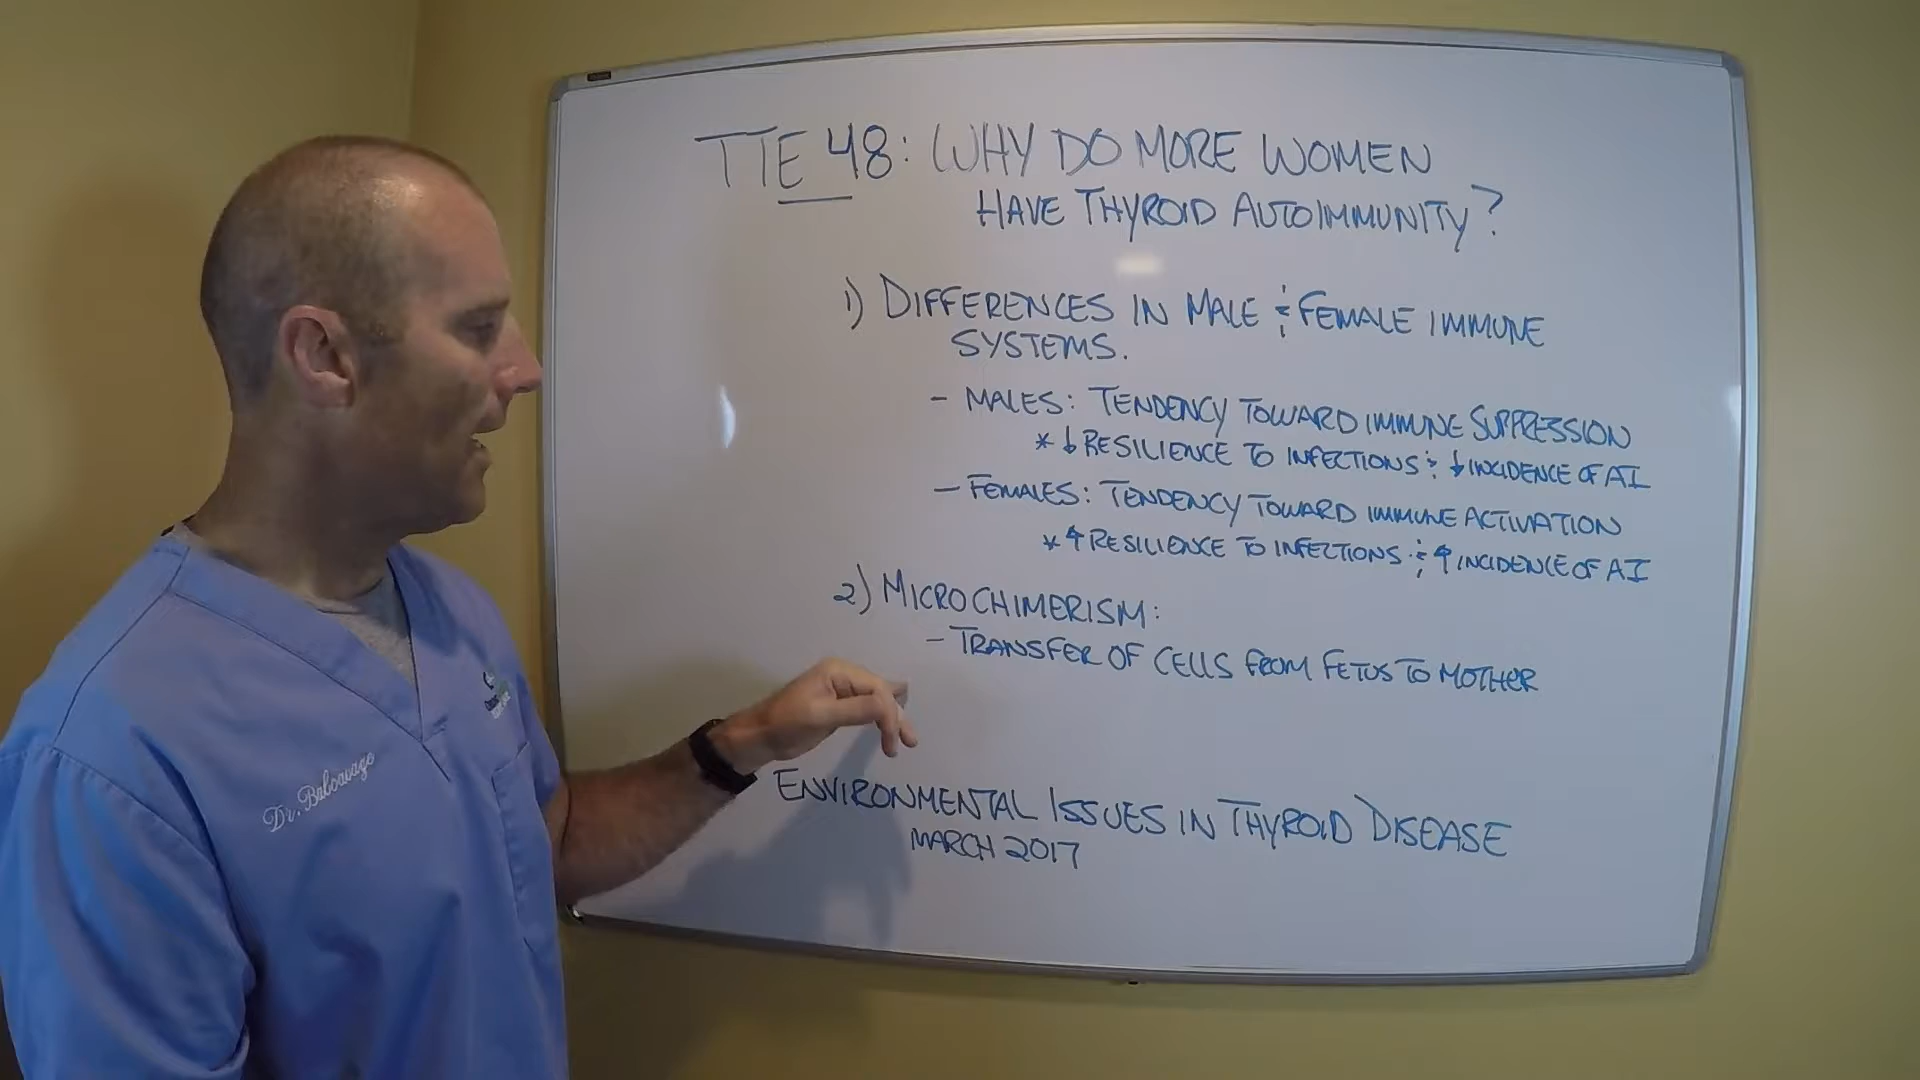 TTE 48: WHY DO MORE WOMEN
HAVE THYROID AUTOIMMUNITY?
1) DIFFERENCES IN MALE & FEMALE IMMUNE
SYSTEMS.
- MALES: TENDENCY TOWARD IMMUNE SUPPRESSION
* ↓ RESILIENCE TO INFECTIONS & ↓ INCIDENCE OF AI
- FEMALES: TENDENCY TOWARD IMMUNE ACTIVATION
* ↑ RESILIENCE TO INFECTIONS & ↑ INCIDENCE OF AI
2) MICROCHIMERISM:
- TRANSFER OF CELLS FROM FETUS TO MOTHER
ENVIRONMENTAL ISSUES IN THYROID DISEASE
MARCH 2017
Dr. Balcavage